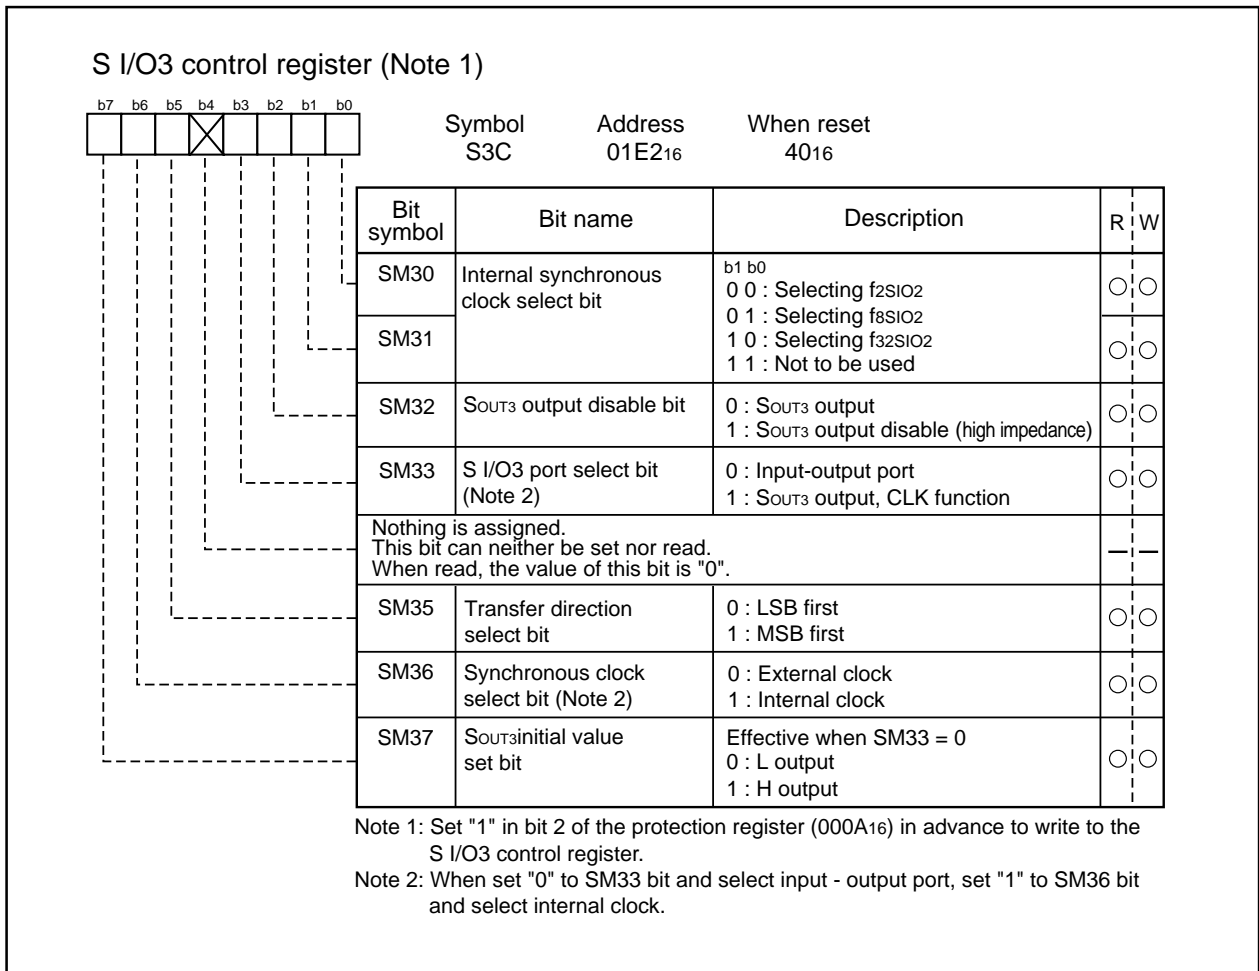 S I/O3 control register (Note 1)
b7 b6 b5 b4 b3 b2 b1 b0
Symbol Address When reset
S3C 01E216 4016
Bit symbol Bit name Description R W
SM30 Internal synchronous clock select bit
b1 b0
0 0 : Selecting f2SIO2
0 1 : Selecting f8SIO2
SM31
1 0 : Selecting f32SIO2
1 1 : Not to be used
SM32 SOUT3 output disable bit 0 : SOUT3 output
1 : SOUT3 output disable (high impedance)
SM33 S I/O3 port select bit 0 : Input-output port
(Note 2) 1 : SOUT3 output, CLK function
Nothing is assigned.
This bit can neither be set nor read.
When read, the value of this bit is "0".
SM35 Transfer direction 0 : LSB first
select bit 1 : MSB first
SM36 Synchronous clock 0 : External clock
select bit (Note 2) 1 : Internal clock
SM37 SOUT3initial value Effective when SM33 = 0
set bit 0 : L output
1 : H output
Note 1: Set "1" in bit 2 of the protection register (000A16) in advance to write to the
S I/O3 control register.
Note 2: When set "0" to SM33 bit and select input - output port, set "1" to SM36 bit
and select internal clock.